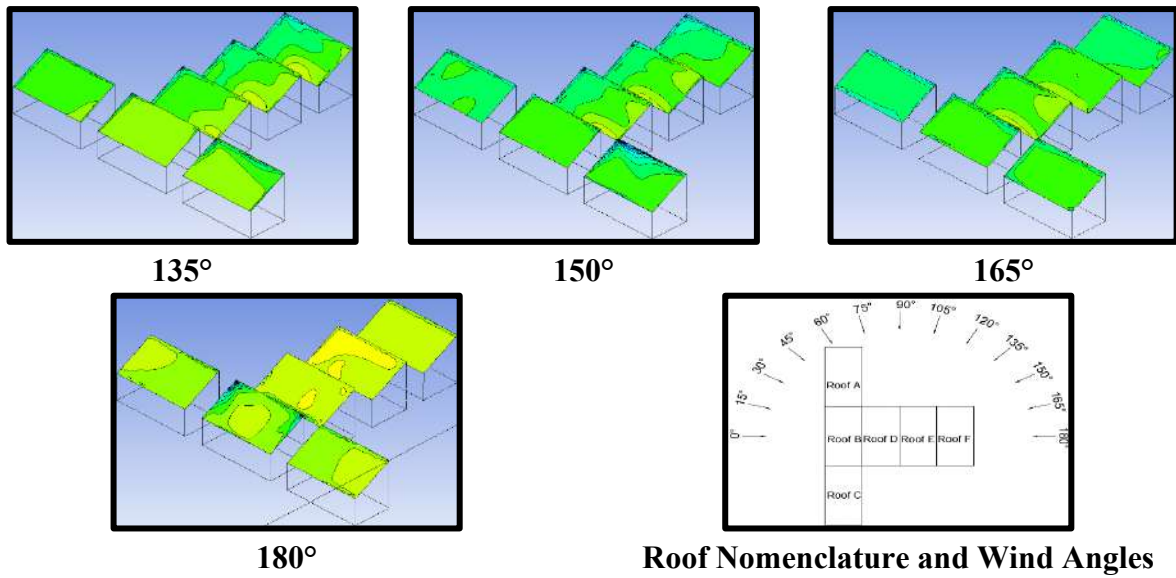 135° 150° 165°
180° Roof Nomenclature and Wind Angles
0° 15° 30° 45° 60° 75° 90° 105° 120° 135° 150° 165° 180°
Roof A
Roof B Roof D Roof E Roof F
Roof C